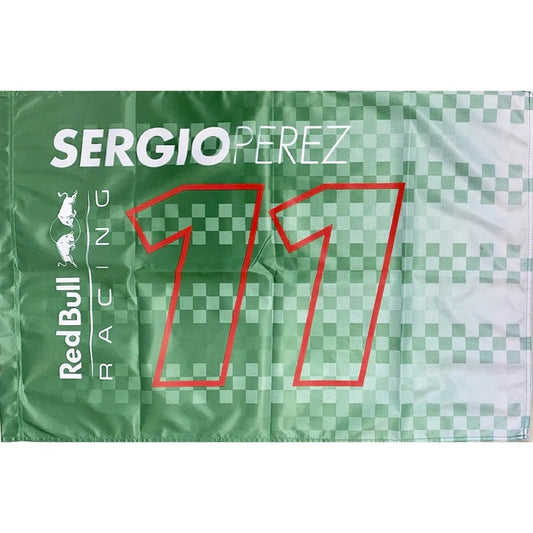 SERGIOPEREZ
11
Red Bull
RACING